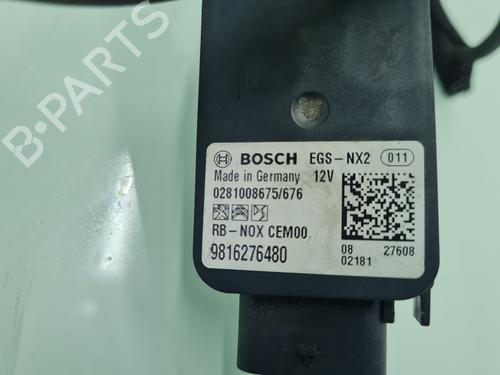 B-PARTS
BOSCH EGS-NX2 011
Made in Germany 12V
0281008675/676
RB-NOX CEM00
9816276480
08 27608
02181